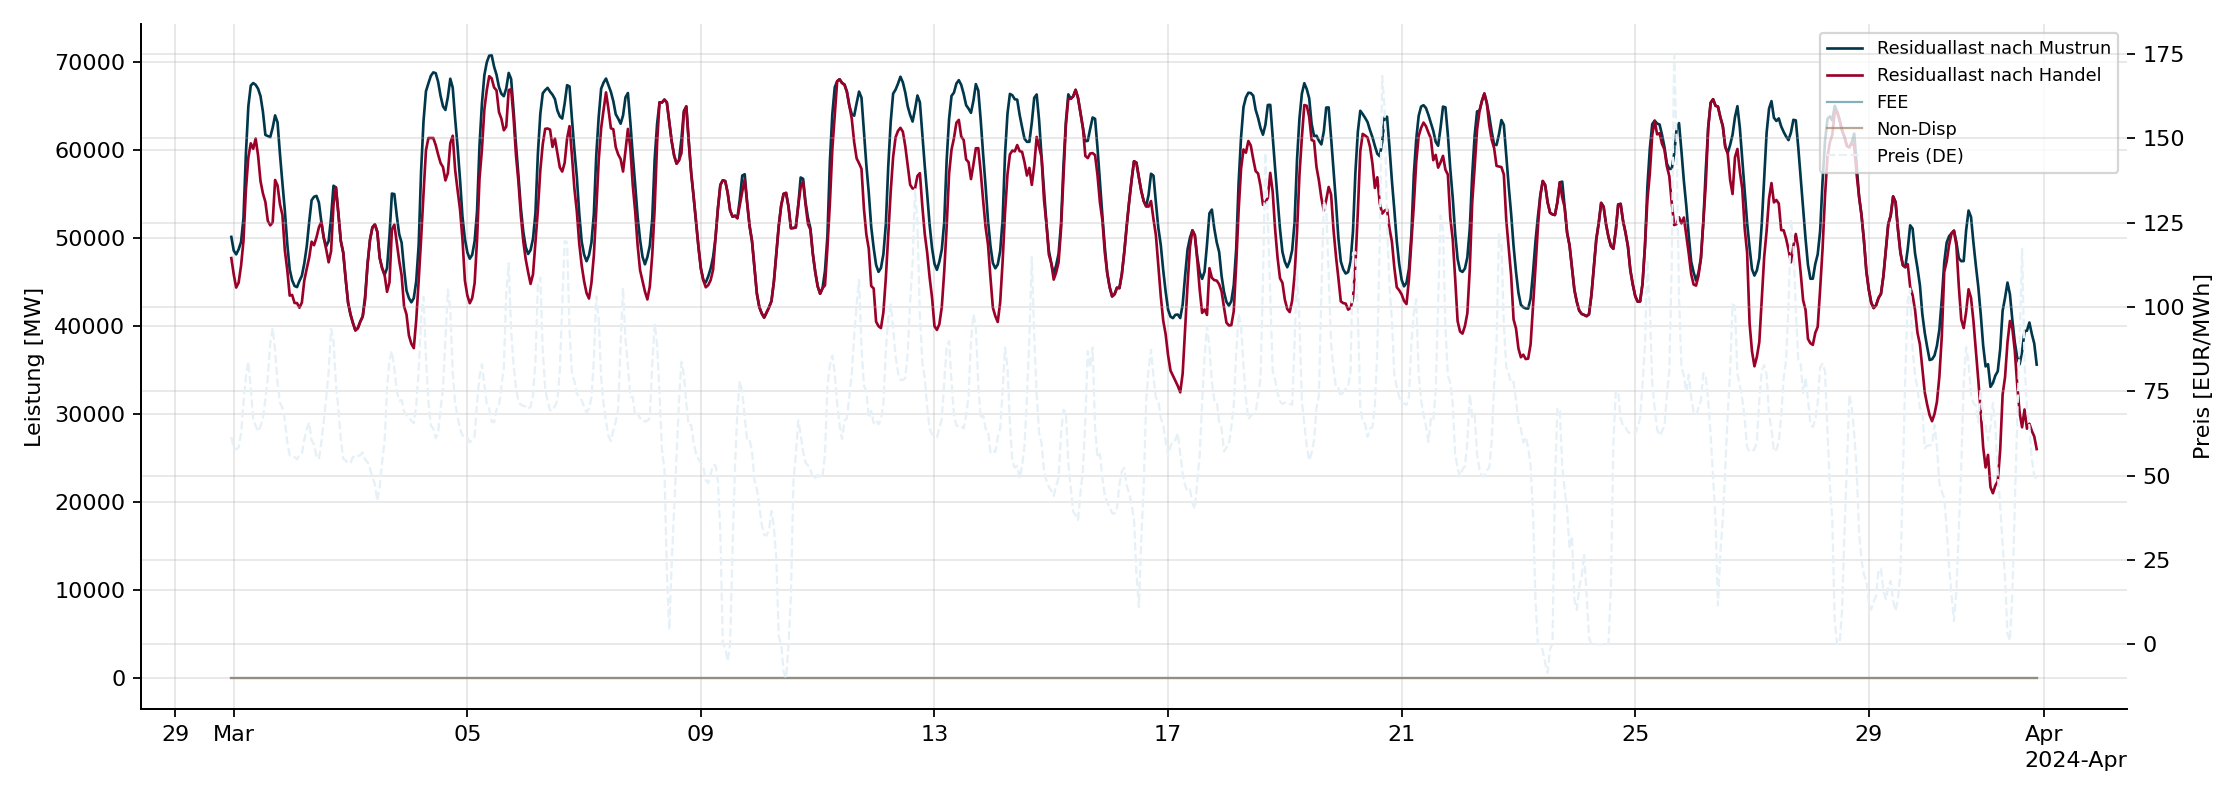 Leistung [MW]
70000
60000
50000
40000
30000
20000
10000
0
175
150
125
100
75
50
25
0
Preis [EUR/MWh]
Residuallast nach Mustrun
Residuallast nach Handel
FEE
Non-Disp
Preis (DE)
29 Mar 05 09 13 17 21 25 29 Apr
2024-Apr